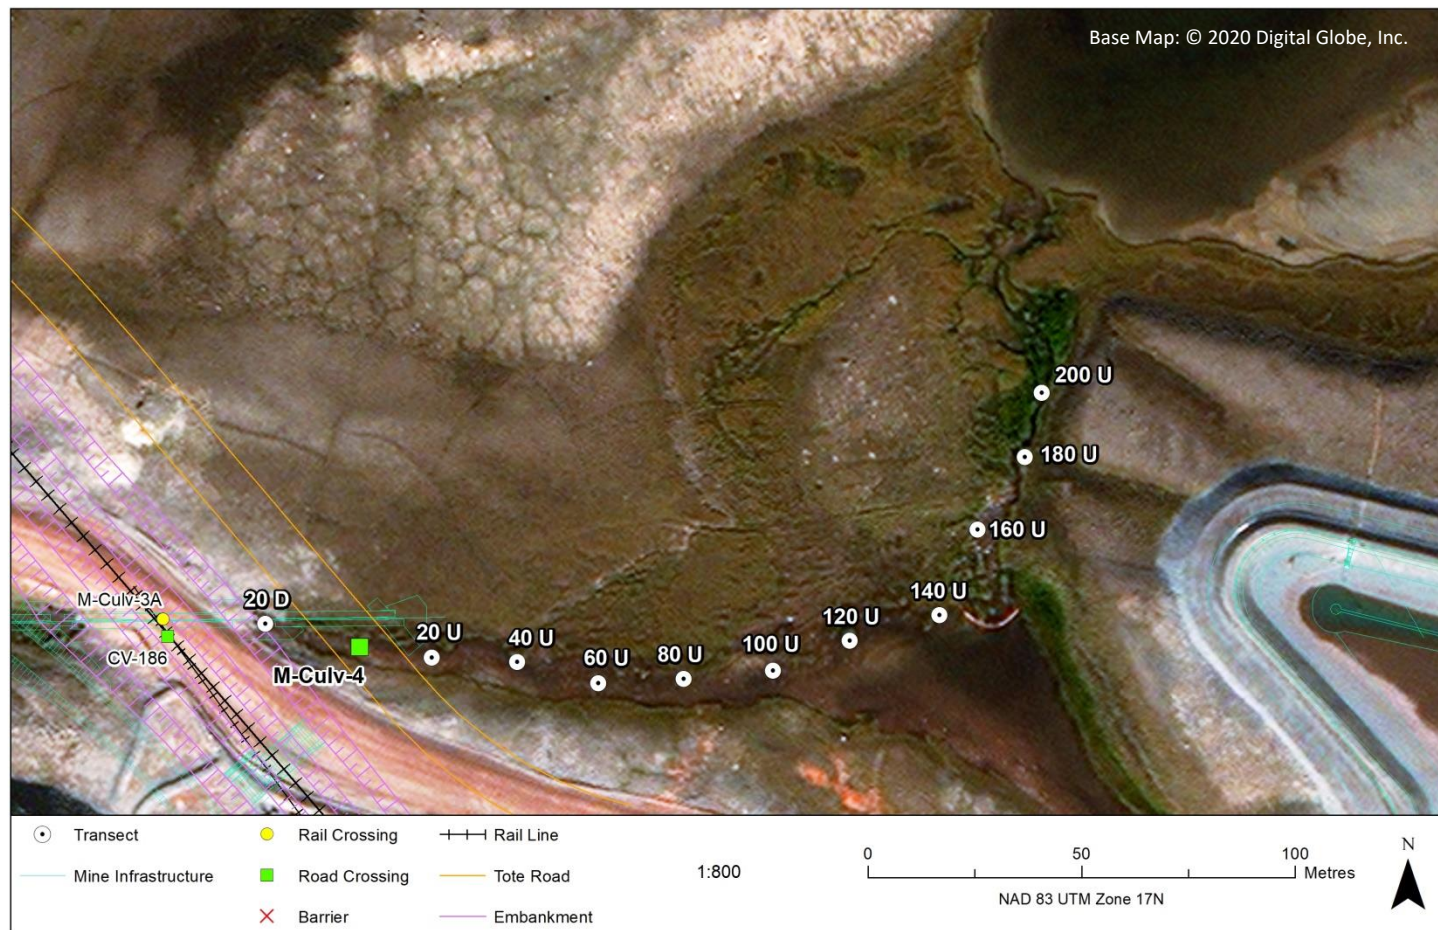 Base Map: © 2020 Digital Globe, Inc.
200 U
180 U
160 U
140 U
120 U
100 U
80 U
60 U
40 U
20 U
20 D
M-Culv-3A
CV-186
M-Culv-4
Transect
Rail Crossing
Rail Line
Mine Infrastructure
Road Crossing
Tote Road
Barrier
Embankment
1:800
0 50 100
Metres
NAD 83 UTM Zone 17N
N